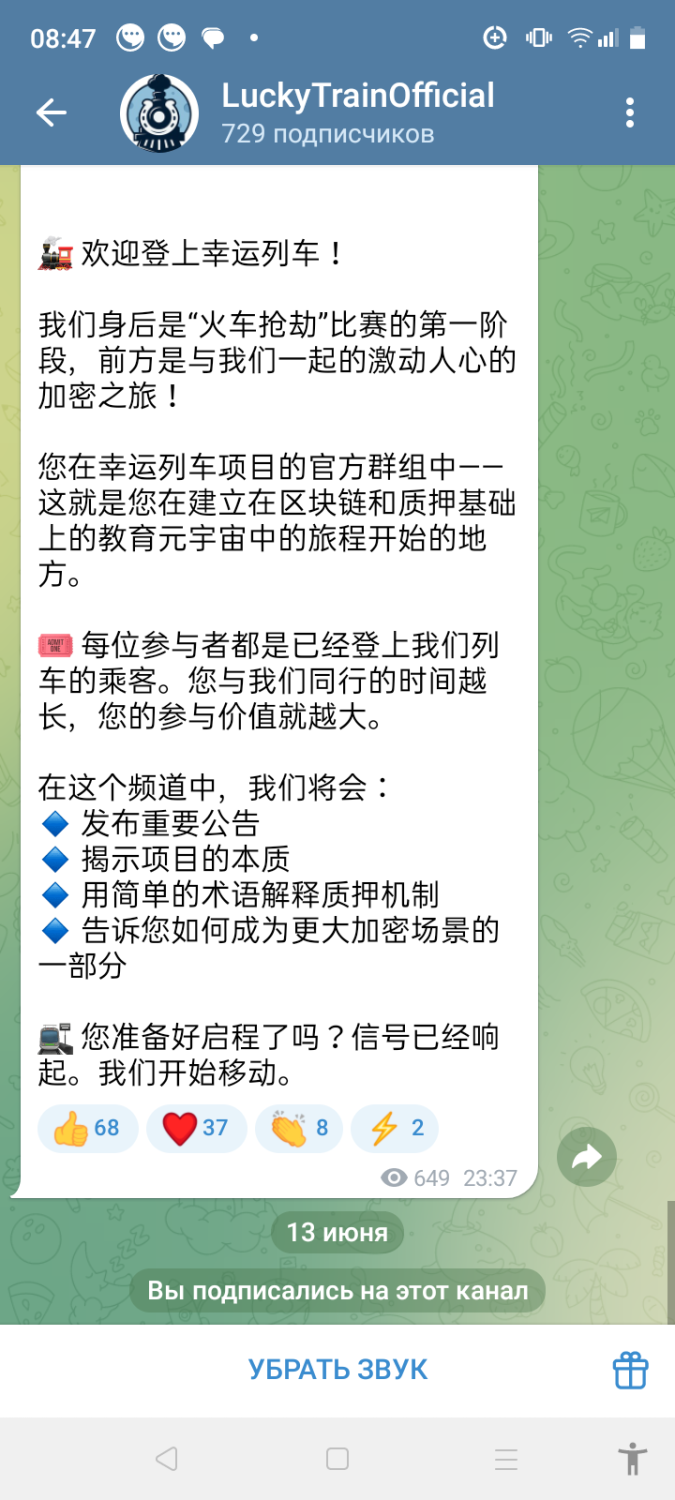 08:47
LuckyTrainOfficial
729 подписчиков
🚂 欢迎登上幸运列车！
我们身后是“火车抢劫”比赛的第一阶
段，前方是与我们一起的激动人心的
加密之旅！
您在幸运列车项目的官方群组中——
这就是您在建立在区块链和质押基础
上的教育元宇宙中的旅程开始的地
方。
🎟 每位参与者都是已经登上我们列
车的乘客。您与我们同行的时间越
长，您的参与价值就越大。
在这个频道中，我们将会：
🔹 发布重要公告
🔹 揭示项目的本质
🔹 用简单的术语解释质押机制
🔹 告诉您如何成为更大加密场景的
一部分
🚉 您准备好启程了吗？信号已经响
起。我们开始移动。
👍 68 ❤ 37 👏 8 ⚡ 2
649 23:37
13 июня
Вы подписались на этот канал
УБРАТЬ ЗВУК